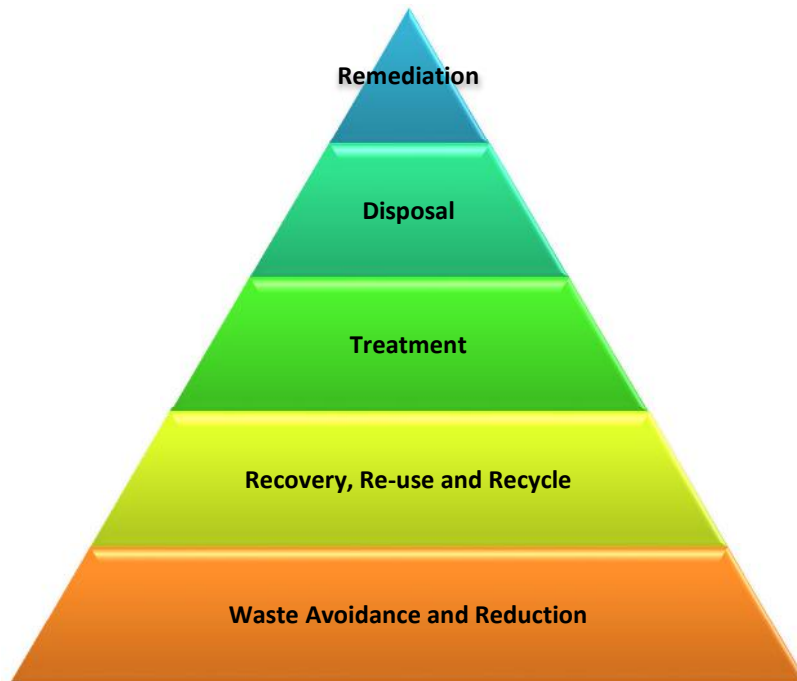 Remediation
Disposal
Treatment
Recovery, Re-use and Recycle
Waste Avoidance and Reduction